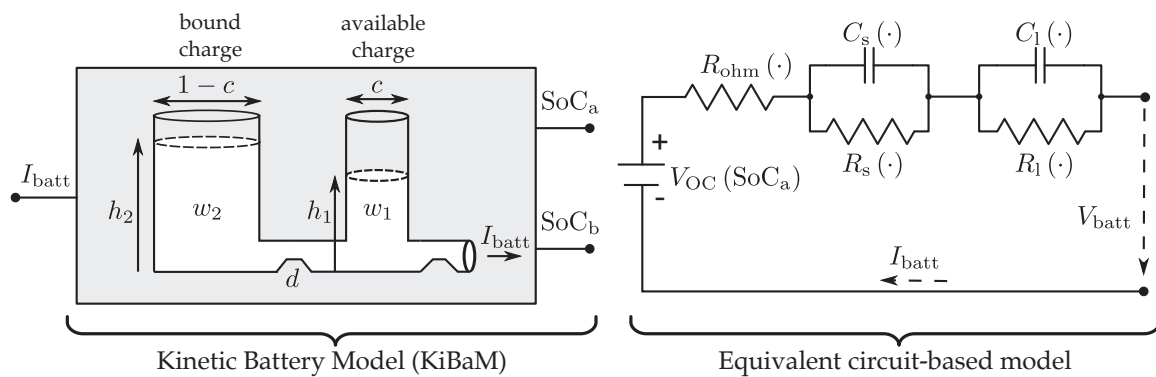 bound
charge
available
charge
1 − c
c
SoC_a
I_batt
h_2
w_2
h_1
w_1
SoC_b
I_batt
d
Kinetic Battery Model (KiBaM)
C_s (·)
C_l (·)
R_ohm (·)
R_s (·)
R_l (·)
+
V_OC (SoC_a)
-
V_batt
I_batt
Equivalent circuit-based model